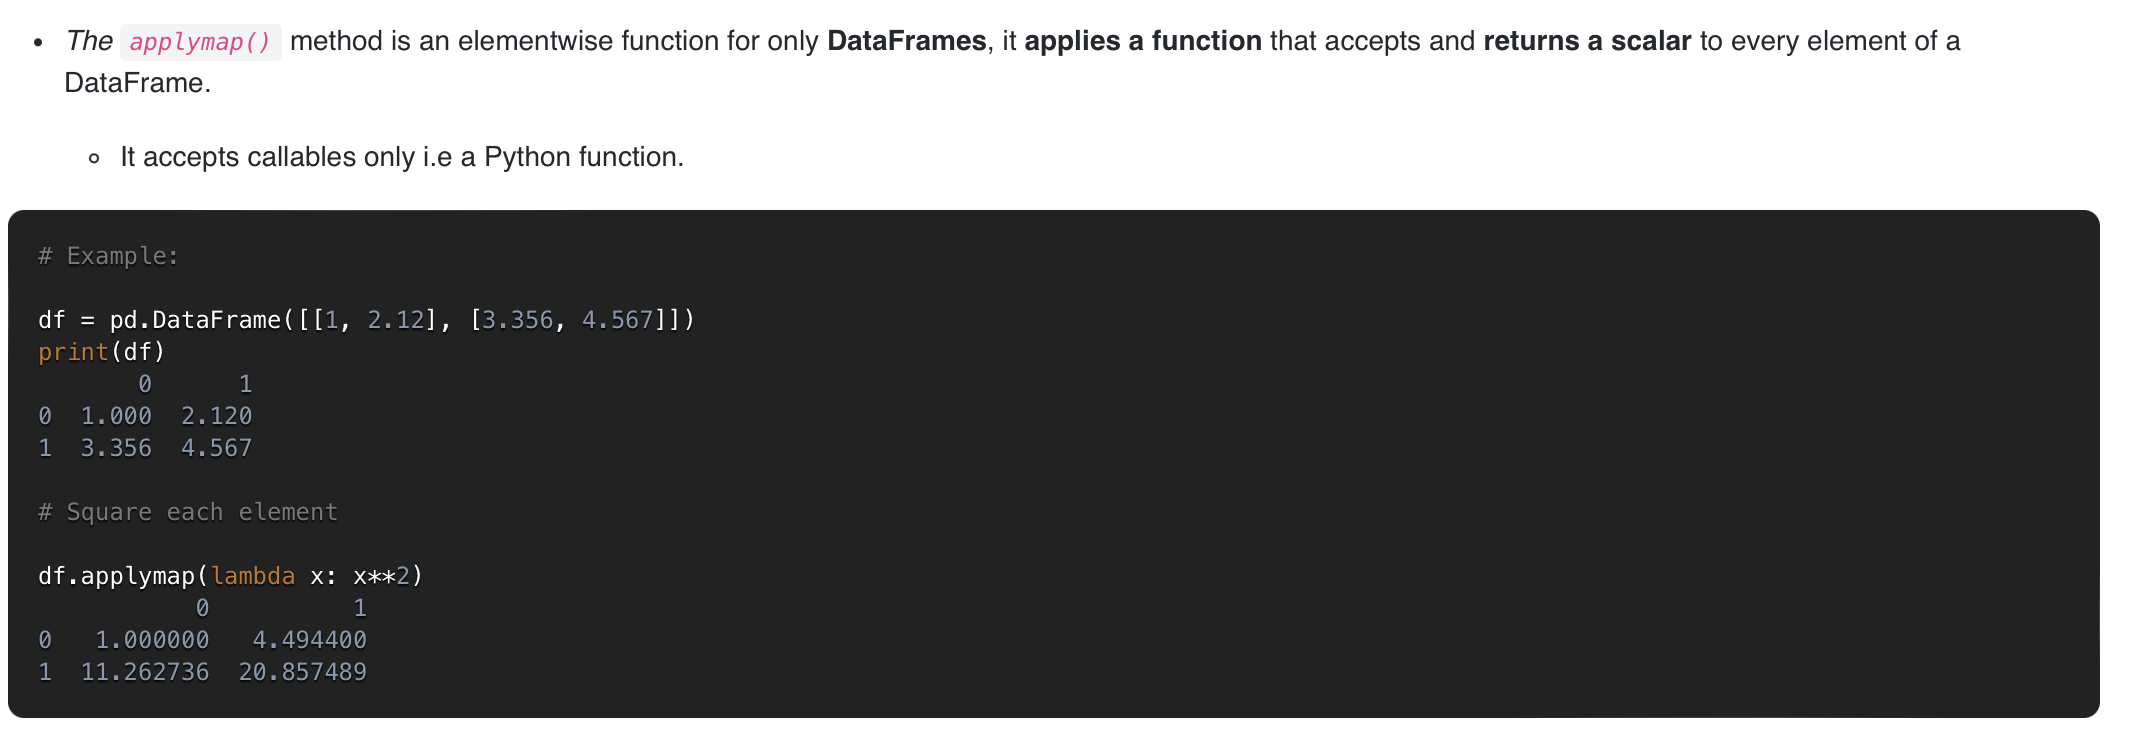 • The applymap() method is an elementwise function for only DataFrames, it applies a function that accepts and returns a scalar to every element of a
DataFrame.
◦ It accepts callables only i.e a Python function.
# Example:
df = pd.DataFrame([[1, 2.12], [3.356, 4.567]])
print(df)
       0      1
0  1.000  2.120
1  3.356  4.567
# Square each element
df.applymap(lambda x: x**2)
           0          1
0   1.000000   4.494400
1  11.262736  20.857489